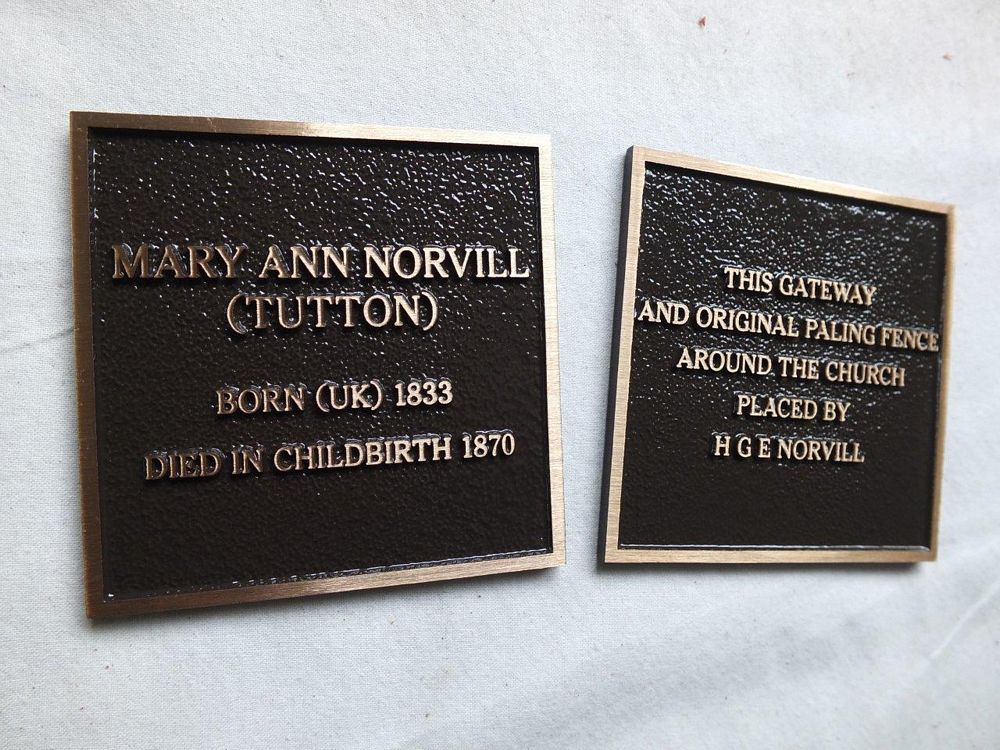 MARY ANN NORVILL
(TUTTON)
BORN (UK) 1833
DIED IN CHILDBIRTH 1870
THIS GATEWAY
AND ORIGINAL PALING FENCE
AROUND THE CHURCH
PLACED BY
H G E NORVILL